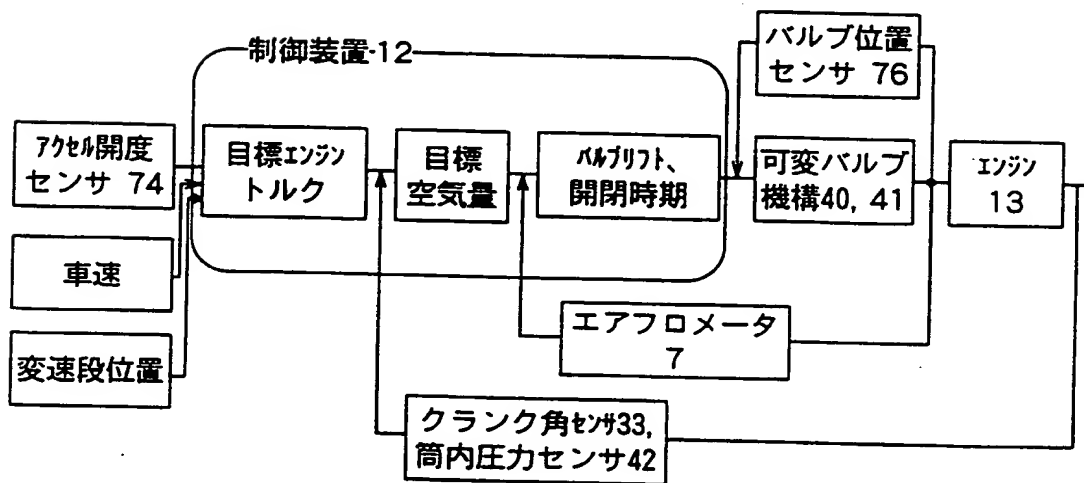 制御装置-12
バルブ位置
センサ 76
アクセル開度
センサ 74
目標エンジン
トルク
目標
空気量
バルブリフト、
開閉時期
可変バルブ
機構40, 41
エンジン
13
車速
変速段位置
エアフロメータ
7
クランク角センサ33,
筒内圧力センサ42